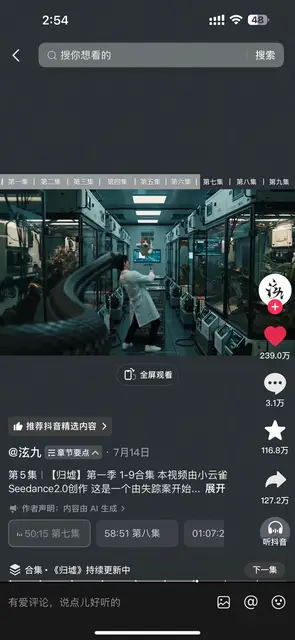 2:54
48
搜你想看的
搜索
第一集 | 第二集 | 第三集 | 第四集 | 第五集 | 第六集 | 第七集 | 第八集 | 第九集
泫
239.0万
全屏观看
3.1万
推荐抖音精选内容 >
116.8万
@泫九 章节要点 · 7月14日
第5集 | 【归墟】第一季 1-9合集 本视频由小云雀
Seedance2.0创作 这是一个由失踪案开始... 展开
127.2万
作者声明：内容由 AI 生成 >
50:15 第七集
58:51 第八集
01:07:2
听抖音
合集 · 《归墟》持续更新中
下一集
有爱评论，说点儿好听的